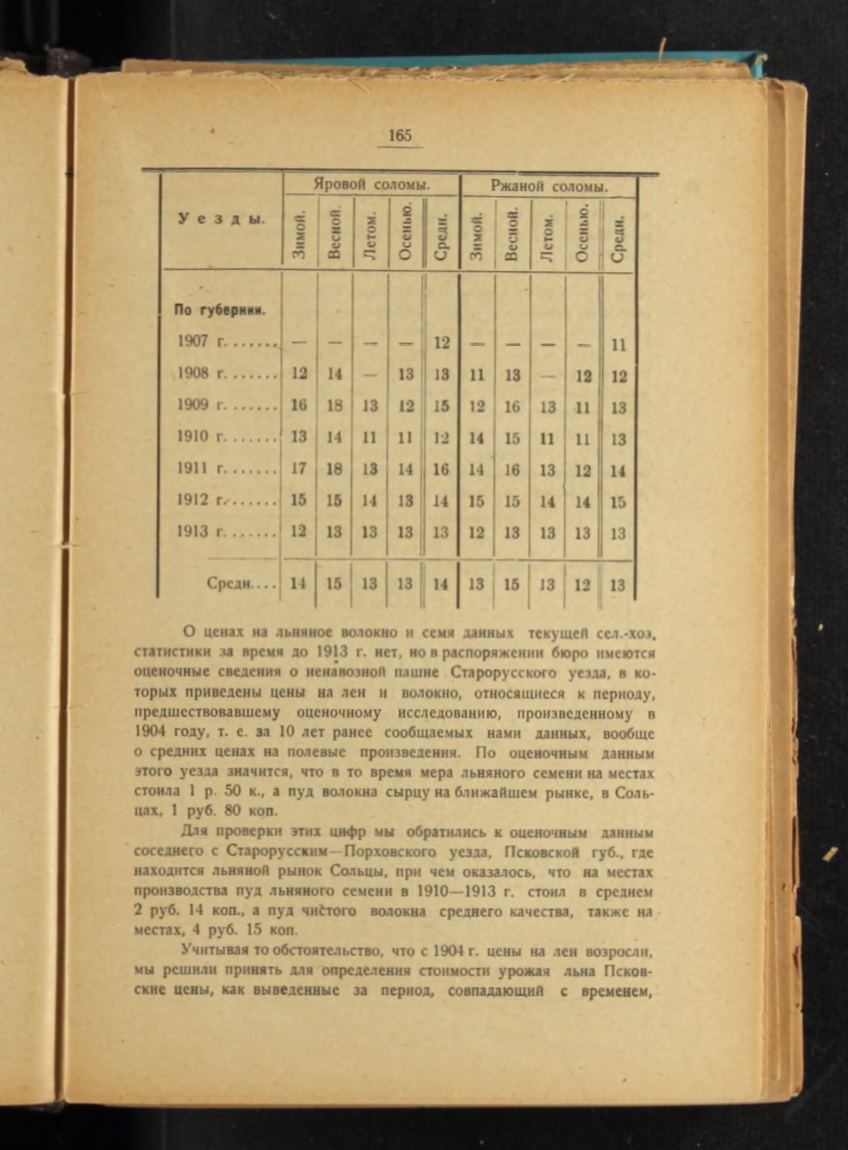 165
Уезды. Яровой соломы. Ржаной соломы.
Зимой. Весной. Летом. Осенью. Средн. Зимой. Весной. Летом. Осенью. Средн.
По губернии.
1907 г....... — — — — 12 — — — — 11
1908 г....... 12 14 — 13 13 11 13 — 12 12
1909 г....... 16 18 13 12 15 12 16 13 11 13
1910 г....... 13 14 11 11 12 14 15 11 11 13
1911 г....... 17 18 13 14 16 14 16 13 12 14
1912 г....... 15 15 14 13 14 15 15 14 14 15
1913 г....... 12 13 13 13 13 12 13 13 13 13
Средн.... 14 15 13 13 14 13 15 13 12 13
О ценах на льняное волокно и семя данных текущей сел.-хоз.
статистики за время до 1913 г. нет, но в распоряжении бюро имеются
оценочные сведения о ненавозной пашне Старорусского уезда, в ко-
торых приведены цены на лен и волокно, относящиеся к периоду,
предшествовавшему оценочному исследованию, произведенному в
1904 году, т. е. за 10 лет ранее сообщаемых нами данных, вообще
о средних ценах на полевые произведения. По оценочным данным
этого уезда значится, что в то время мера льняного семени на местах
стоила 1 р. 50 к., а пуд волокна сырцу на ближайшем рынке, в Соль-
цах, 1 руб. 80 коп.
Для проверки этих цифр мы обратились к оценочным данным
соседнего с Старорусским—Порховского уезда, Псковской губ., где
находится льняной рынок Сольцы, при чем оказалось, что на местах
производства пуд льняного семени в 1910—1913 г. стоил в среднем
2 руб. 14 коп., а пуд чистого волокна среднего качества, также на
местах, 4 руб. 15 коп.
Учитывая то обстоятельство, что с 1904 г. цены на лен возросли,
мы решили принять для определения стоимости урожая льна Псков-
ские цены, как выведенные за период, совпадающий с временем,